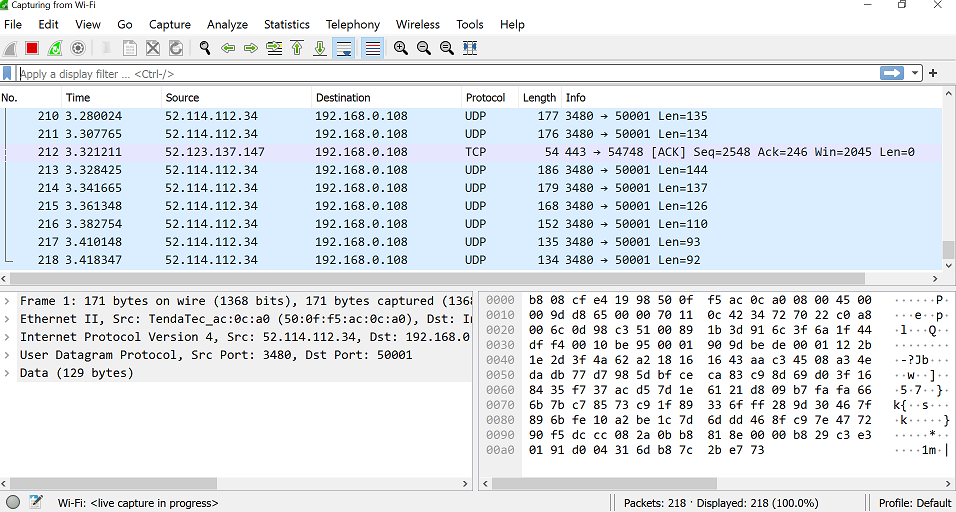 Capturing from Wi-Fi
File Edit View Go Capture Analyze Statistics Telephony Wireless Tools Help
Apply a display filter ... <Ctrl-/>
No. Time Source Destination Protocol Length Info
210 3.280024 52.114.112.34 192.168.0.108 UDP 177 3480 → 50001 Len=135
211 3.307765 52.114.112.34 192.168.0.108 UDP 176 3480 → 50001 Len=134
212 3.321211 52.123.137.147 192.168.0.108 TCP 54 443 → 54748 [ACK] Seq=2548 Ack=246 Win=2045 Len=0
213 3.328425 52.114.112.34 192.168.0.108 UDP 186 3480 → 50001 Len=144
214 3.341665 52.114.112.34 192.168.0.108 UDP 179 3480 → 50001 Len=137
215 3.361348 52.114.112.34 192.168.0.108 UDP 168 3480 → 50001 Len=126
216 3.382754 52.114.112.34 192.168.0.108 UDP 152 3480 → 50001 Len=110
217 3.410148 52.114.112.34 192.168.0.108 UDP 135 3480 → 50001 Len=93
218 3.418347 52.114.112.34 192.168.0.108 UDP 134 3480 → 50001 Len=92
Frame 1: 171 bytes on wire (1368 bits), 171 bytes captured (1368
Ethernet II, Src: TendaTec_ac:0c:a0 (50:0f:f5:ac:0c:a0), Dst: In
Internet Protocol Version 4, Src: 52.114.112.34, Dst: 192.168.0
User Datagram Protocol, Src Port: 3480, Dst Port: 50001
Data (129 bytes)
0000 b8 08 cf e4 19 98 50 0f f5 ac 0c a0 08 00 45 00 ······P
0010 00 9d d8 65 00 00 70 11 0c 42 34 72 70 22 c0 a8 ···e··p
0020 00 6c 0d 98 c3 51 00 89 1b 3d 91 6c 3f 6a 1f 44 ·l···Q·
0030 df f4 00 10 be 95 00 01 90 9d be de 00 01 12 2b ·······
0040 1e 2d 3f 4a 62 a2 18 16 16 43 aa c3 45 08 a3 4e ·-?Jb··
0050 da db 77 d7 98 5d bf ce ca 83 c9 8d 69 d0 3f 16 ··w··]·
0060 84 35 f7 37 ac d5 7d 1e 61 21 d8 09 b7 fa fa 66 ·5·7··}
0070 6b 7b c7 85 73 c9 1f 89 33 6f ff 28 9d 30 46 7f k{··s··
0080 89 6b fe 10 a2 be 1c 7d 6d dd 46 8f c9 7e 47 72 ·k·····}
0090 90 f5 dc cc 08 2a 0b b8 81 8e 00 00 b8 29 c3 e3 ·····*·
00a0 01 91 d0 04 31 6d b8 7c 2b e7 73 ····1m·|
Wi-Fi: <live capture in progress> Packets: 218 · Displayed: 218 (100.0%) Profile: Default